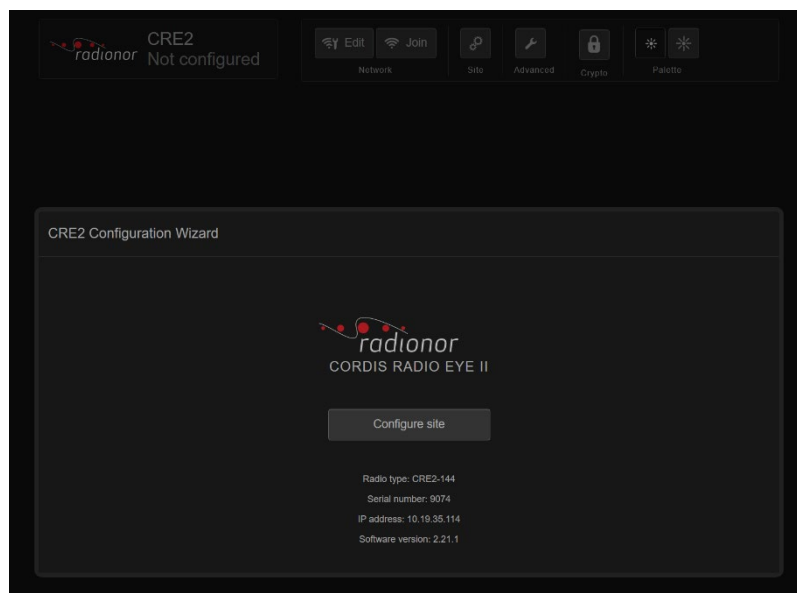 radionor
CRE2
Not configured
Edit
Join
Network
Site
Advanced
Crypto
Palette
CRE2 Configuration Wizard
radionor
CORDIS RADIO EYE II
Configure site
Radio type: CRE2-144
Serial number: 9074
IP address: 10.19.35.114
Software version: 2.21.1